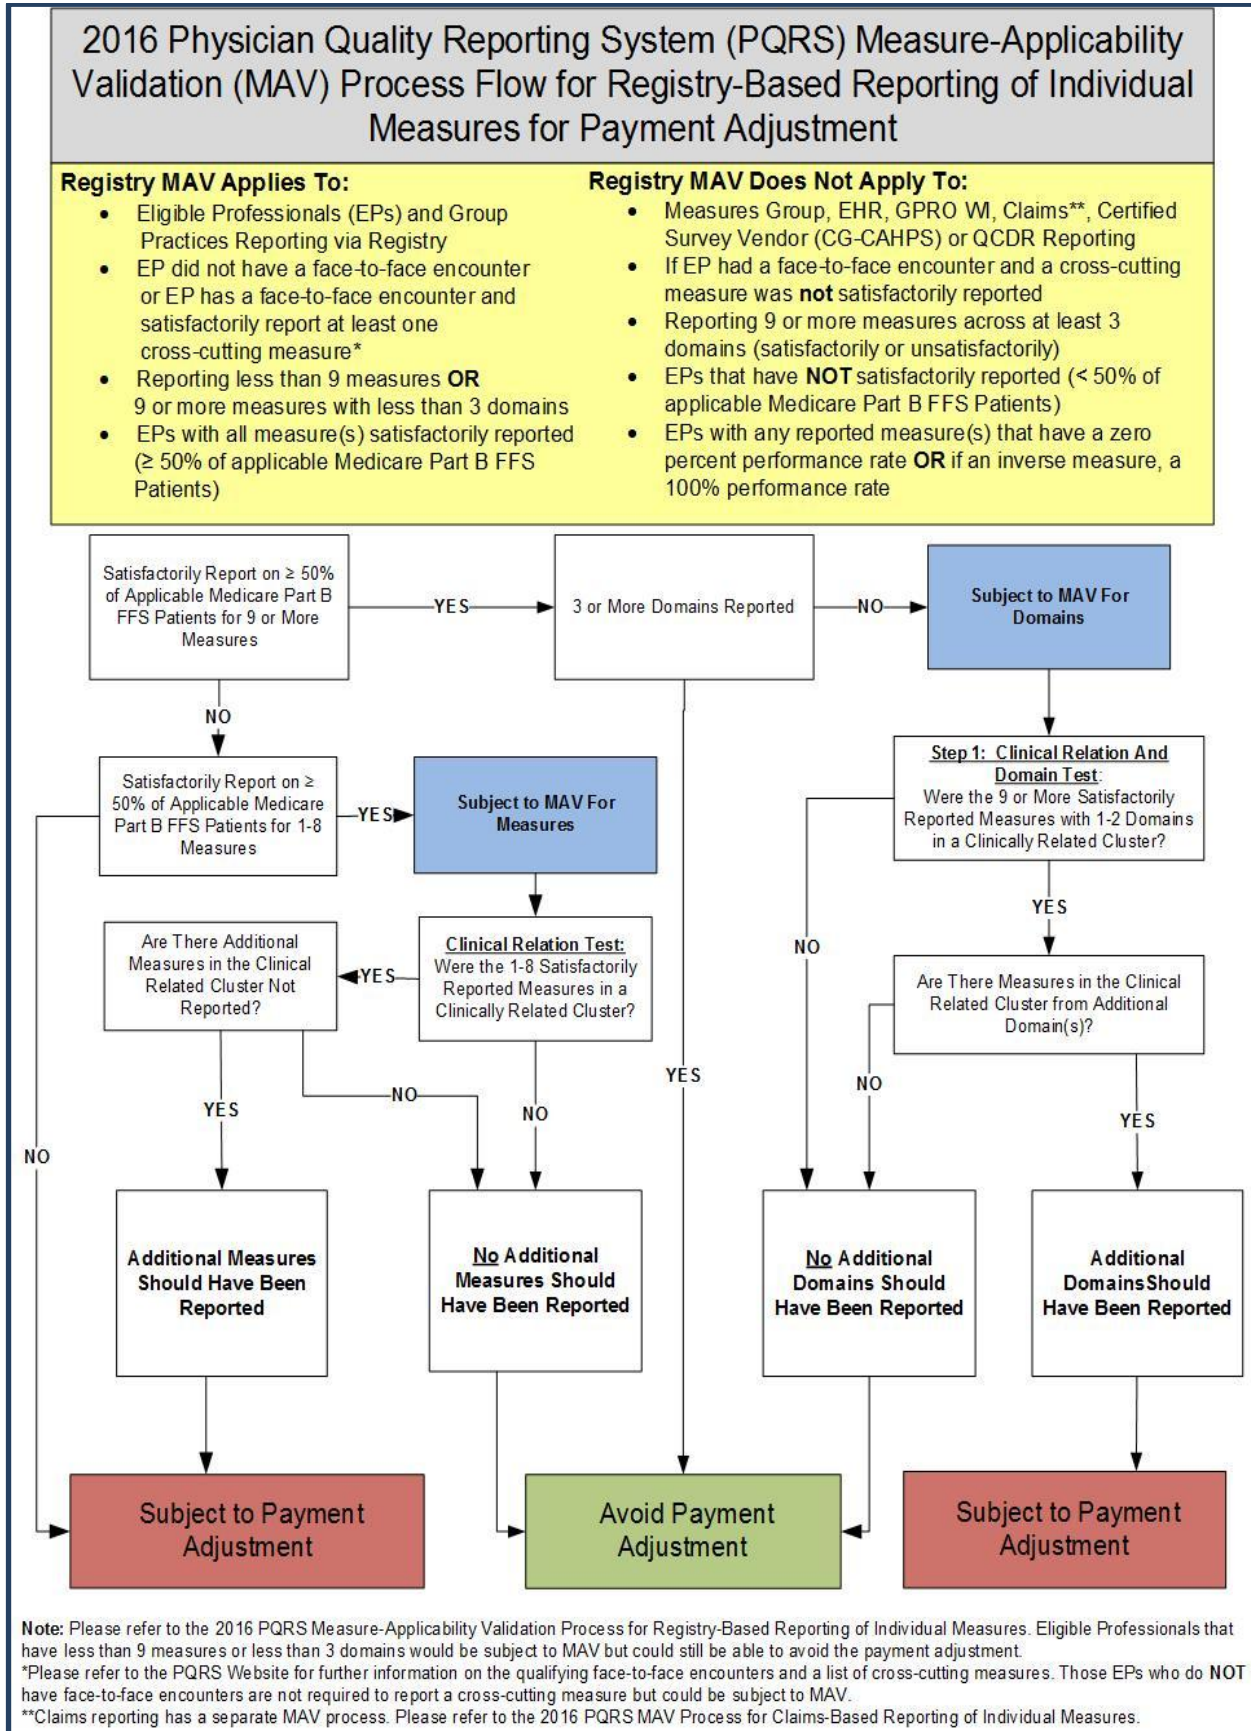 2016 Physician Quality Reporting System (PQRS) Measure-Applicability
Validation (MAV) Process Flow for Registry-Based Reporting of Individual
Measures for Payment Adjustment
Registry MAV Applies To:
• Eligible Professionals (EPs) and Group
Practices Reporting via Registry
• EP did not have a face-to-face encounter
or EP has a face-to-face encounter and
satisfactorily report at least one
cross-cutting measure*
• Reporting less than 9 measures OR
9 or more measures with less than 3 domains
• EPs with all measure(s) satisfactorily reported
(≥ 50% of applicable Medicare Part B FFS
Patients)
Registry MAV Does Not Apply To:
• Measures Group, EHR, GPRO WI, Claims**, Certified
Survey Vendor (CG-CAHPS) or QCDR Reporting
• If EP had a face-to-face encounter and a cross-cutting
measure was not satisfactorily reported
• Reporting 9 or more measures across at least 3
domains (satisfactorily or unsatisfactorily)
• EPs that have NOT satisfactorily reported (< 50% of
applicable Medicare Part B FFS Patients)
• EPs with any reported measure(s) that have a zero
percent performance rate OR if an inverse measure, a
100% performance rate
Satisfactorily Report on ≥ 50%
of Applicable Medicare Part B
FFS Patients for 9 or More
Measures
YES
3 or More Domains Reported
NO
Subject to MAV For
Domains
NO
Satisfactorily Report on ≥
50% of Applicable Medicare
Part B FFS Patients for 1-8
Measures
YES
Subject to MAV For
Measures
Step 1: Clinical Relation And
Domain Test:
Were the 9 or More Satisfactorily
Reported Measures with 1-2 Domains
in a Clinically Related Cluster?
YES
NO
Are There Additional
Measures in the Clinical
Related Cluster Not
Reported?
YES
Clinical Relation Test:
Were the 1-8 Satisfactorily
Reported Measures in a
Clinically Related Cluster?
Are There Measures in the Clinical
Related Cluster from Additional
Domain(s)?
YES
NO
NO
YES
NO
YES
NO
Additional Measures
Should Have Been
Reported
No Additional
Measures Should
Have Been Reported
No Additional
Domains Should
Have Been Reported
Additional
DomainsShould
Have Been Reported
Subject to Payment
Adjustment
Avoid Payment
Adjustment
Subject to Payment
Adjustment
Note: Please refer to the 2016 PQRS Measure-Applicability Validation Process for Registry-Based Reporting of Individual Measures. Eligible Professionals that
have less than 9 measures or less than 3 domains would be subject to MAV but could still be able to avoid the payment adjustment.
*Please refer to the PQRS Website for further information on the qualifying face-to-face encounters and a list of cross-cutting measures. Those EPs who do NOT
have face-to-face encounters are not required to report a cross-cutting measure but could be subject to MAV.
**Claims reporting has a separate MAV process. Please refer to the 2016 PQRS MAV Process for Claims-Based Reporting of Individual Measures.